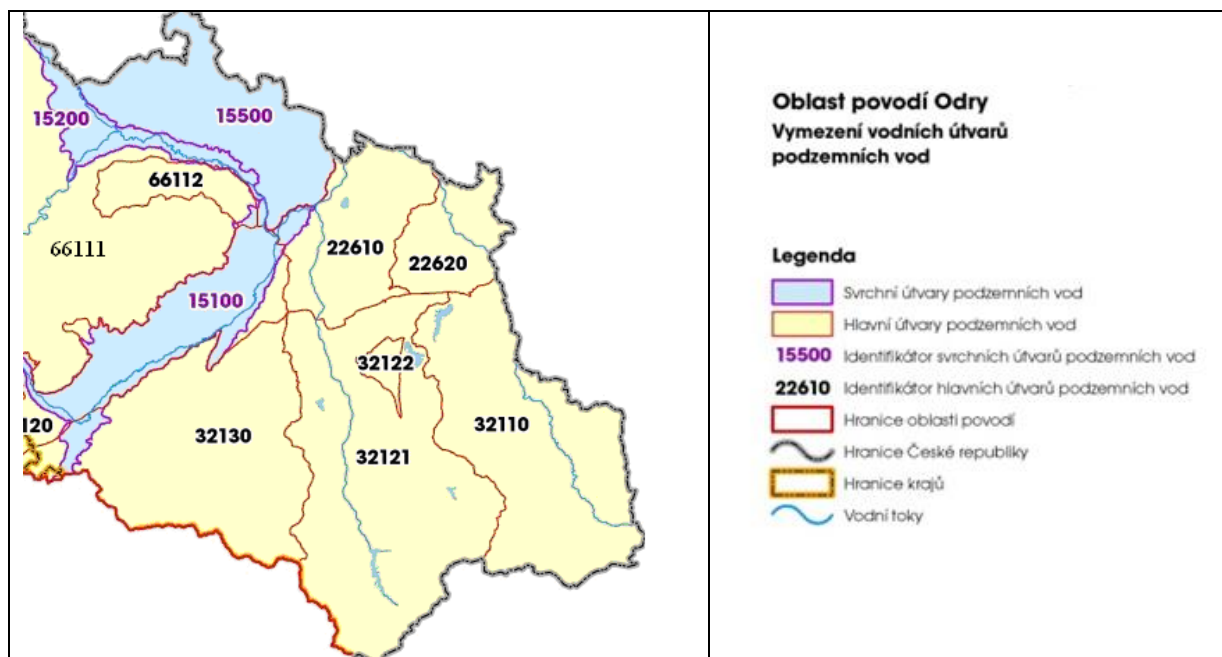 15200
15500
66112
66111
22610
22620
15100
32122
32130
32121
32110
120
Oblast povodí Odry
Vymezení vodních útvarů
podzemních vod
Legenda
Svrchní útvary podzemních vod
Hlavní útvary podzemních vod
15500 Identifikátor svrchních útvarů podzemních vod
22610 Identifikátor hlavních útvarů podzemních vod
Hranice oblasti povodí
Hranice České republiky
Hranice krajů
Vodní toky